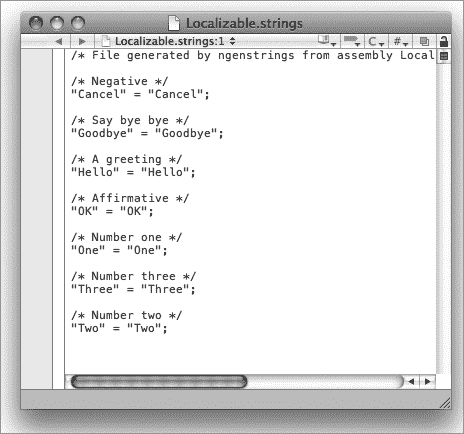 Localizable.strings
Localizable.strings:1
C #
/* File generated by ngenstrings from assembly Local
/* Negative */
"Cancel" = "Cancel";
/* Say bye bye */
"Goodbye" = "Goodbye";
/* A greeting */
"Hello" = "Hello";
/* Affirmative */
"OK" = "OK";
/* Number one */
"One" = "One";
/* Number three */
"Three" = "Three";
/* Number two */
"Two" = "Two";